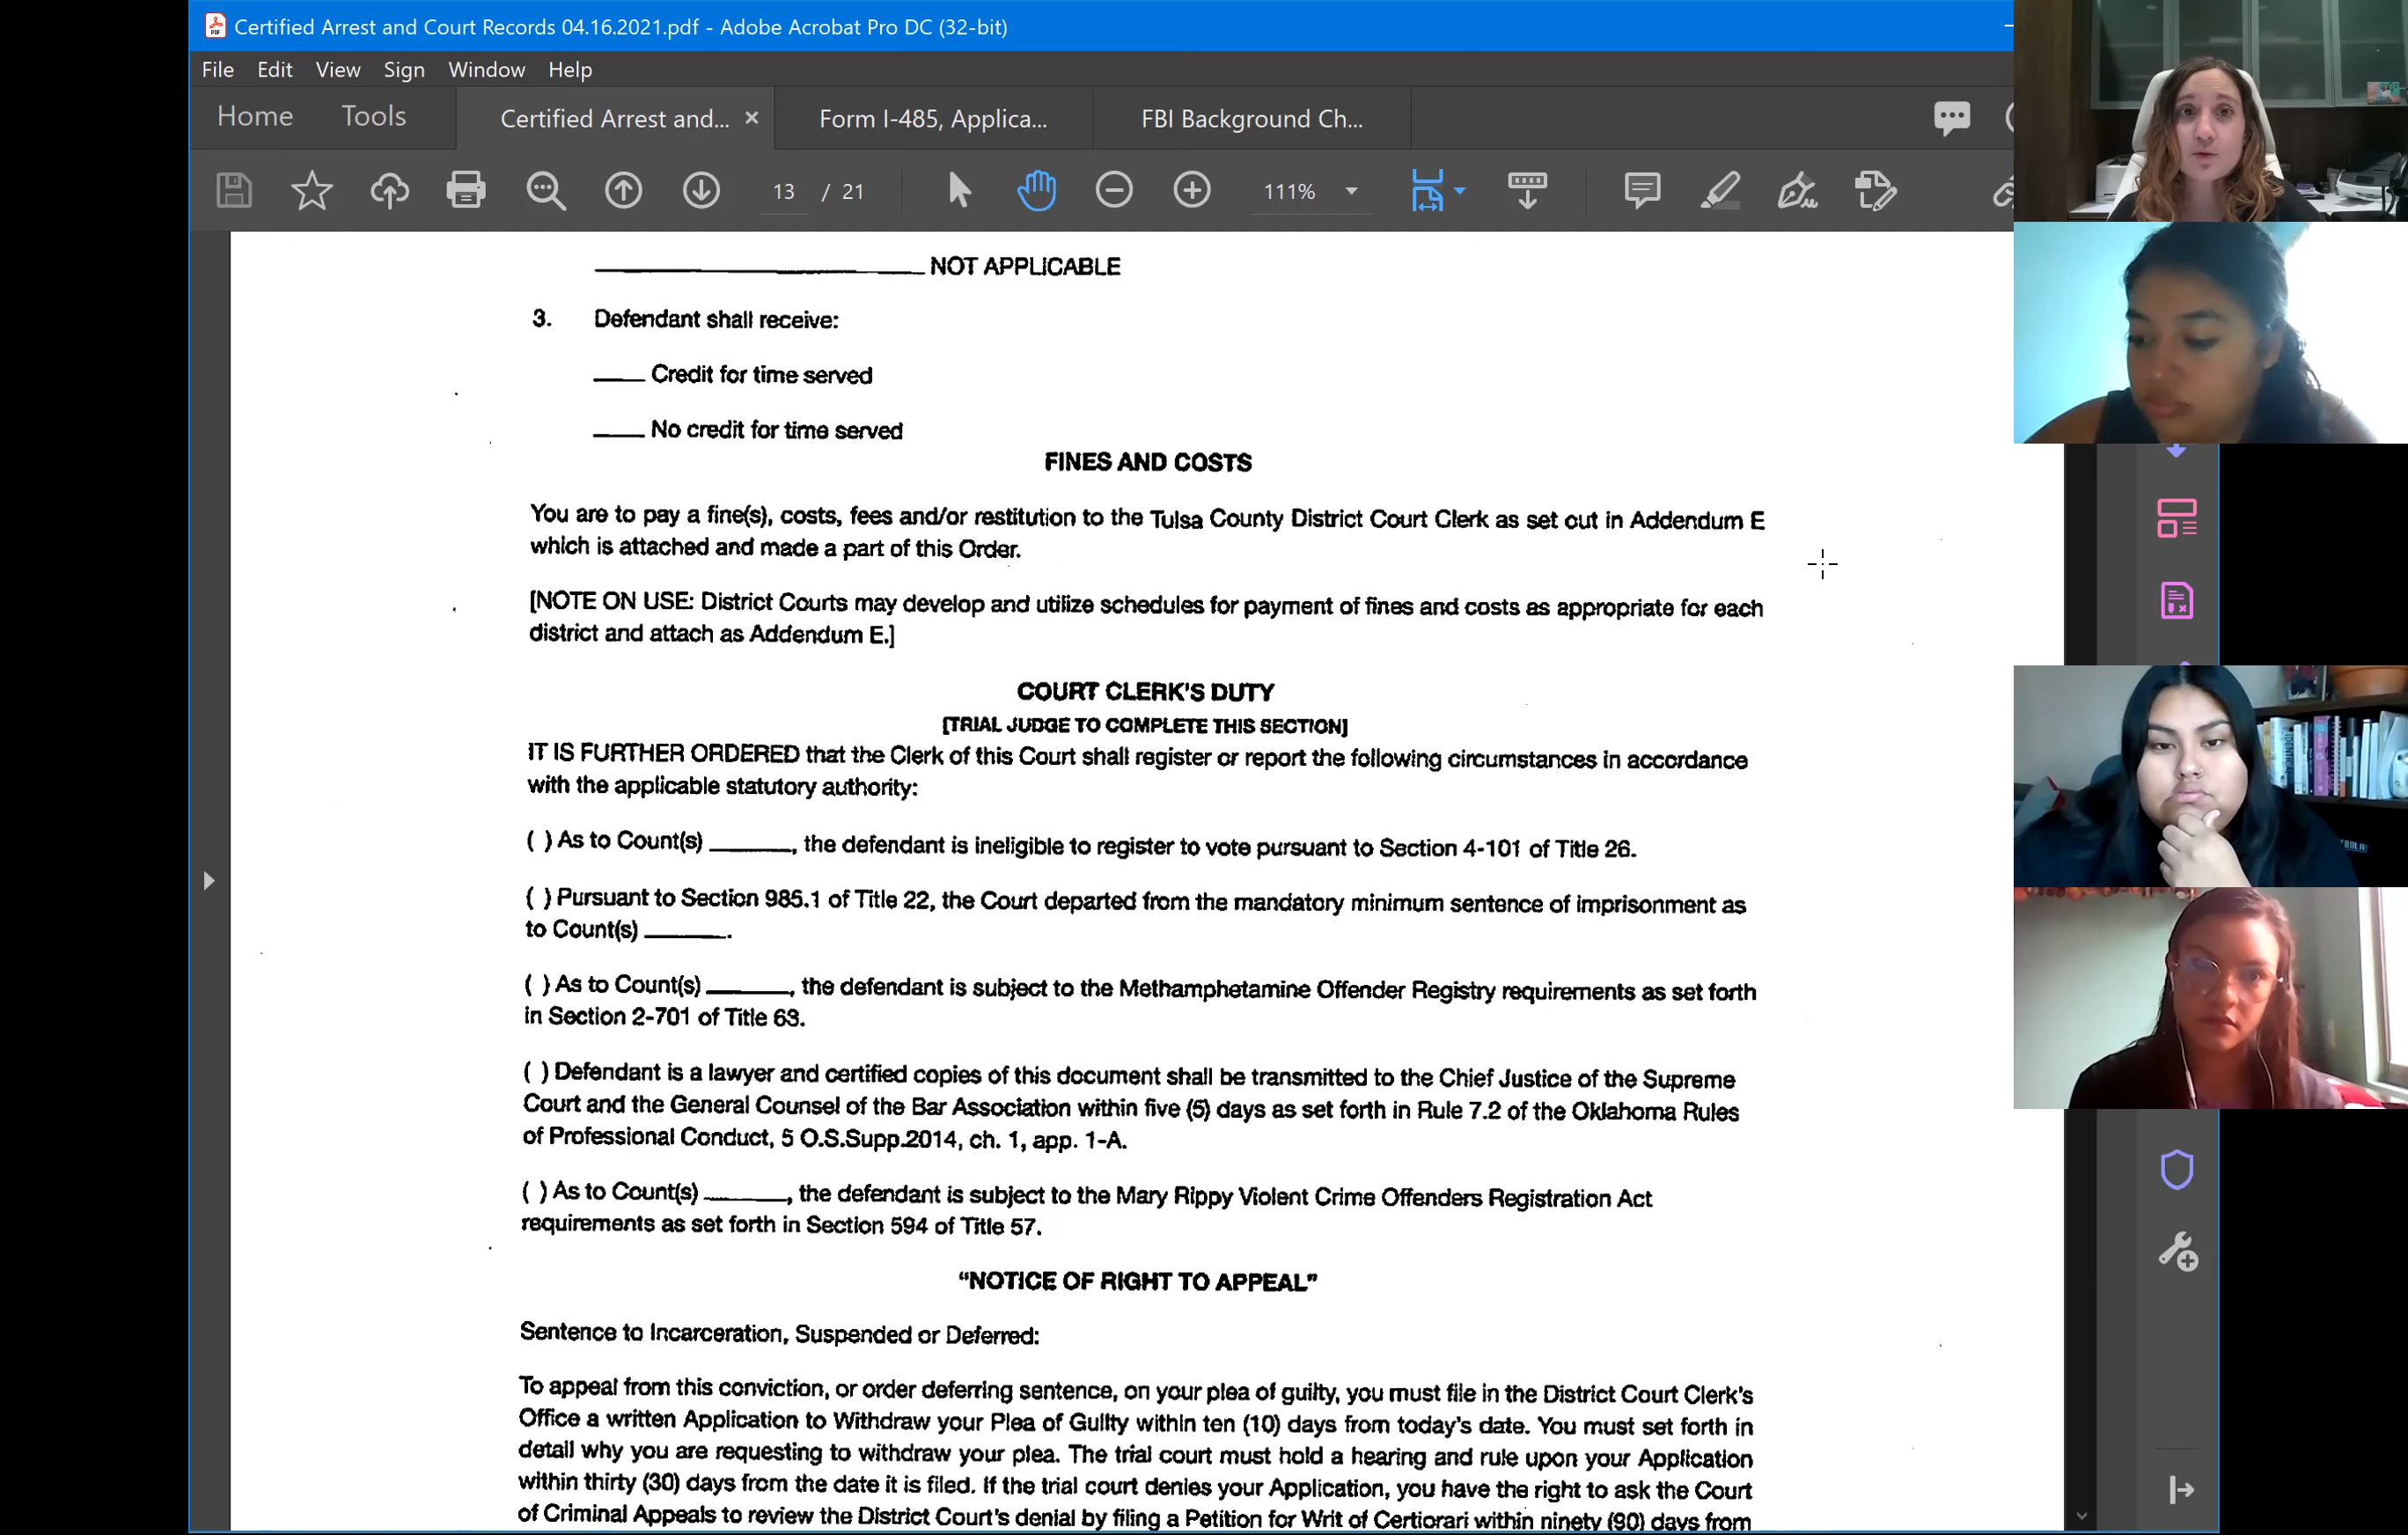 Certified Arrest and Court Records 04.16.2021.pdf - Adobe Acrobat Pro DC (32-bit)
File Edit View Sign Window Help
Home Tools Certified Arrest and... × Form I-485, Applica... FBI Background Ch...
13 / 21 111%
NOT APPLICABLE
3. Defendant shall receive:
____ Credit for time served
____ No credit for time served
FINES AND COSTS
You are to pay a fine(s), costs, fees and/or restitution to the Tulsa County District Court Clerk as set out in Addendum E
which is attached and made a part of this Order.
[NOTE ON USE: District Courts may develop and utilize schedules for payment of fines and costs as appropriate for each
district and attach as Addendum E.]
COURT CLERK'S DUTY
[TRIAL JUDGE TO COMPLETE THIS SECTION]
IT IS FURTHER ORDERED that the Clerk of this Court shall register or report the following circumstances in accordance
with the applicable statutory authority:
( ) As to Count(s) ______, the defendant is ineligible to register to vote pursuant to Section 4-101 of Title 26.
( ) Pursuant to Section 985.1 of Title 22, the Court departed from the mandatory minimum sentence of imprisonment as
to Count(s) ______.
( ) As to Count(s) ______, the defendant is subject to the Methamphetamine Offender Registry requirements as set forth
in Section 2-701 of Title 63.
( ) Defendant is a lawyer and certified copies of this document shall be transmitted to the Chief Justice of the Supreme
Court and the General Counsel of the Bar Association within five (5) days as set forth in Rule 7.2 of the Oklahoma Rules
of Professional Conduct, 5 O.S.Supp.2014, ch. 1, app. 1-A.
( ) As to Count(s) ______, the defendant is subject to the Mary Rippy Violent Crime Offenders Registration Act
requirements as set forth in Section 594 of Title 57.
“NOTICE OF RIGHT TO APPEAL”
Sentence to Incarceration, Suspended or Deferred:
To appeal from this conviction, or order deferring sentence, on your plea of guilty, you must file in the District Court Clerk's
Office a written Application to Withdraw your Plea of Guilty within ten (10) days from today's date. You must set forth in
detail why you are requesting to withdraw your plea. The trial court must hold a hearing and rule upon your Application
within thirty (30) days from the date it is filed. If the trial court denies your Application, you have the right to ask the Court
of Criminal Appeals to review the District Court's denial by filing a Petition for Writ of Certiorari within ninety (90) days from